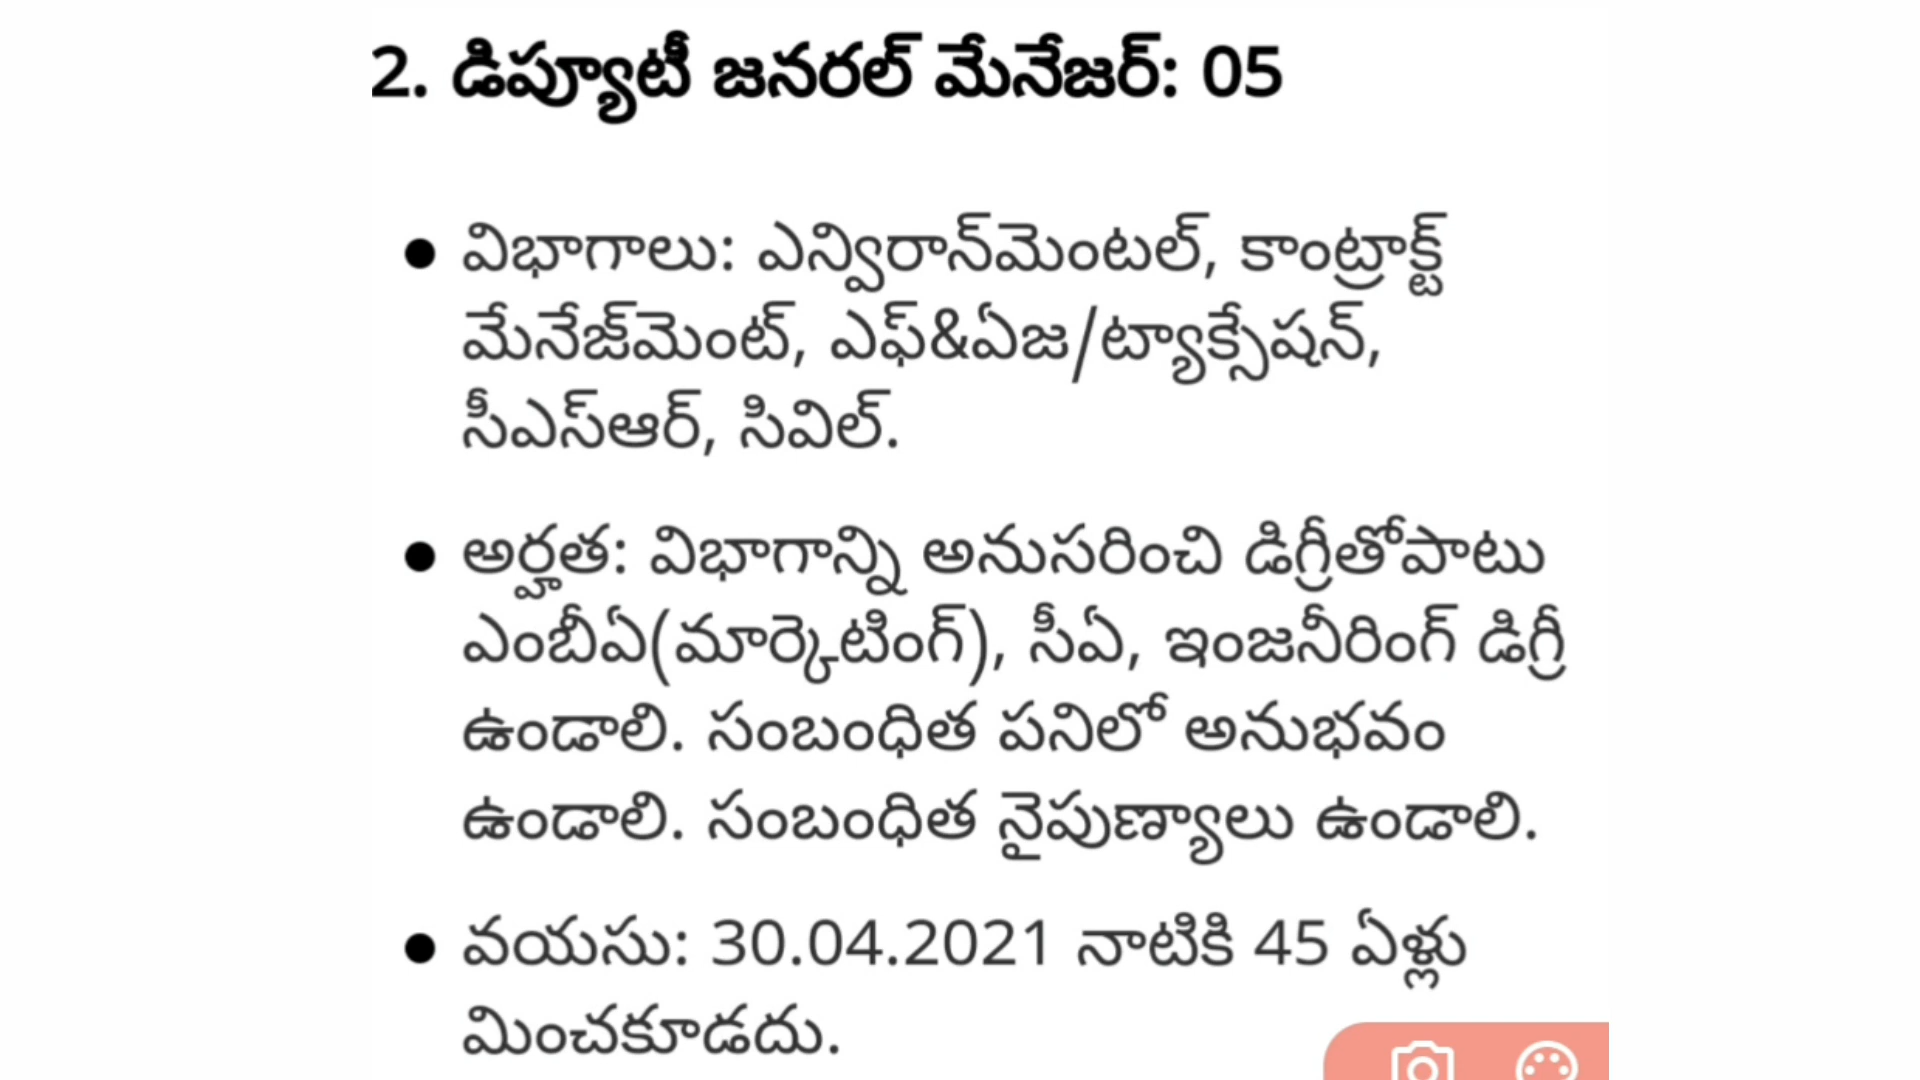 2. డిప్యూటీ జనరల్ మేనేజర్: 05
● విభాగాలు: ఎన్విరాన్‌మెంటల్, కాంట్రాక్ట్
మేనేజ్‌మెంట్, ఎఫ్&ఏజ/ట్యాక్సేషన్,
సీఎస్ఆర్, సివిల్.
● అర్హత: విభాగాన్ని అనుసరించి డిగ్రీతోపాటు
ఎంబీఏ(మార్కెటింగ్), సీఏ, ఇంజనీరింగ్ డిగ్రీ
ఉండాలి. సంబంధిత పనిలో అనుభవం
ఉండాలి. సంబంధిత నైపుణ్యాలు ఉండాలి.
● వయసు: 30.04.2021 నాటికి 45 ఏళ్లు
మించకూడదు.